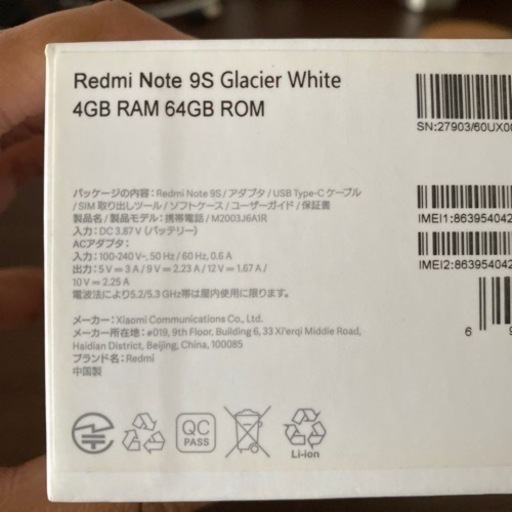 Redmi Note 9S Glacier White
4GB RAM 64GB ROM
SN:27903/60UX00
パッケージの内容：Redmi Note 9S / アダプタ / USB Type-C ケーブル
/ SIM 取り出しツール / ソフトケース / ユーザーガイド / 保証書
製品名 / 製品モデル：携帯電話 / M2003J6A1R
入力：DC 3.87V (バッテリー)
ACアダプタ：
入力：100-240V~, 50 Hz / 60 Hz, 0.6 A
出力：5 V = 3 A / 9 V = 2.23 A / 12 V = 1.67 A /
10 V = 2.25 A
電波法により5.2/5.3 GHz帯は屋内使用に限ります。
IMEI1:863954042
IMEI2:863954042
6
メーカー：Xiaomi Communications Co., Ltd.
メーカー所在地：#019, 9th Floor, Building 6, 33 Xi'erqi Middle Road,
Haidian District, Beijing, China, 100085
ブランド名：Redmi
中国製
QC
PASS
Li-ion